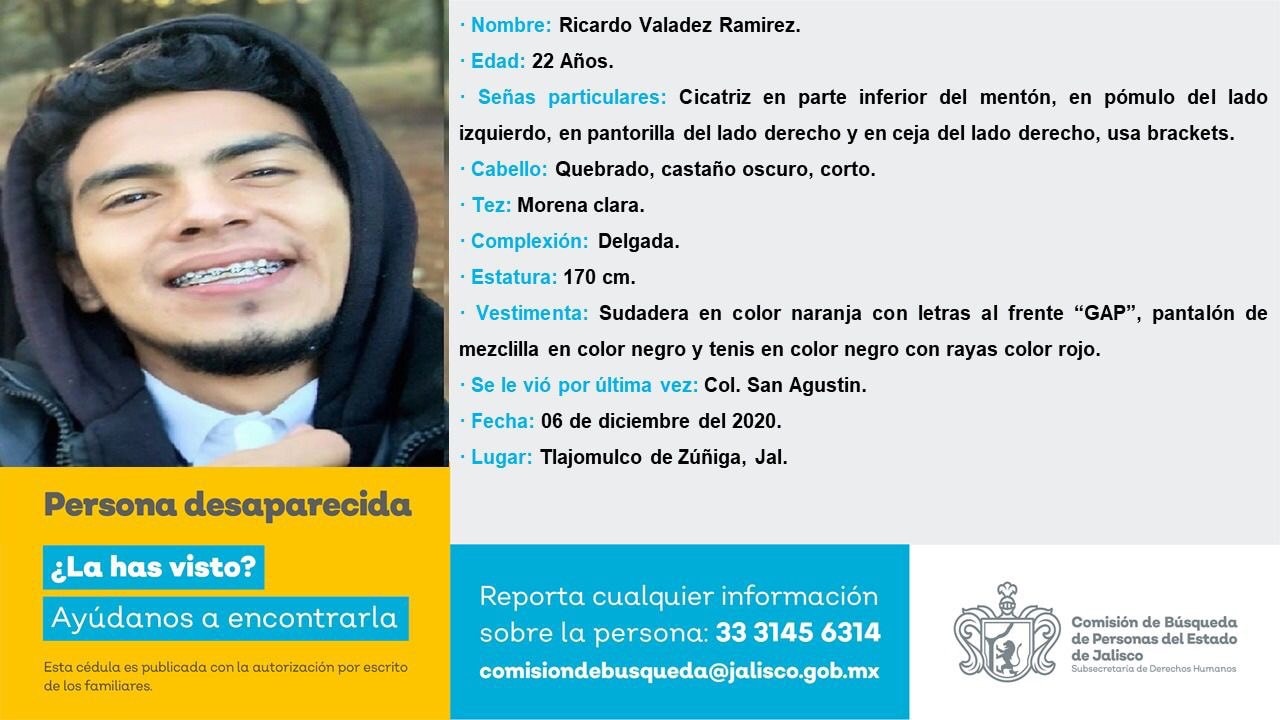 · Nombre: Ricardo Valadez Ramirez.
· Edad: 22 Años.
· Señas particulares: Cicatriz en parte inferior del mentón, en pómulo del lado
izquierdo, en pantorilla del lado derecho y en ceja del lado derecho, usa brackets.
· Cabello: Quebrado, castaño oscuro, corto.
· Tez: Morena clara.
· Complexión: Delgada.
· Estatura: 170 cm.
· Vestimenta: Sudadera en color naranja con letras al frente “GAP”, pantalón de
mezclilla en color negro y tenis en color negro con rayas color rojo.
· Se le vió por última vez: Col. San Agustin.
· Fecha: 06 de diciembre del 2020.
· Lugar: Tlajomulco de Zúñiga, Jal.
Persona desaparecida
¿La has visto?
Ayúdanos a encontrarla
Esta cédula es publicada con la autorización por escrito
de los familiares.
Reporta cualquier información
sobre la persona: 33 3145 6314
comisiondebusqueda@jalisco.gob.mx
Comisión de Búsqueda
de Personas del Estado
de Jalisco
Subsecretaría de Derechos Humanos